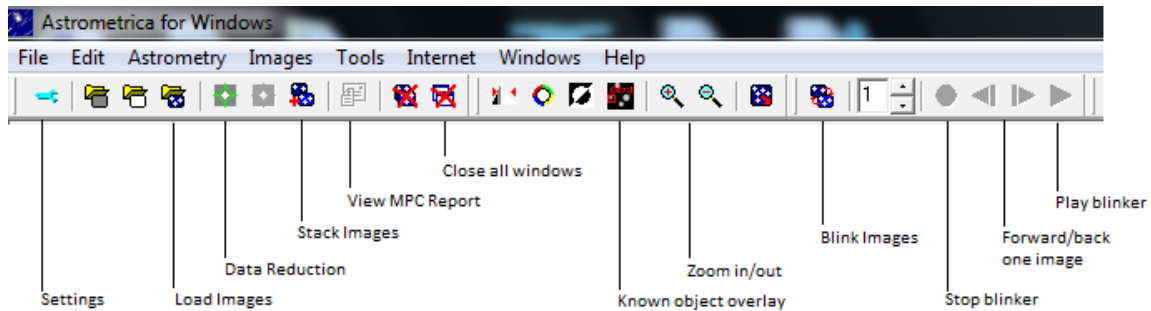 Astrometrica for Windows
File Edit Astrometry Images Tools Internet Windows Help
1
Close all windows
View MPC Report
Play blinker
Stack Images
Blink Images
Forward/back
one image
Data Reduction
Zoom in/out
Settings
Load Images
Known object overlay
Stop blinker